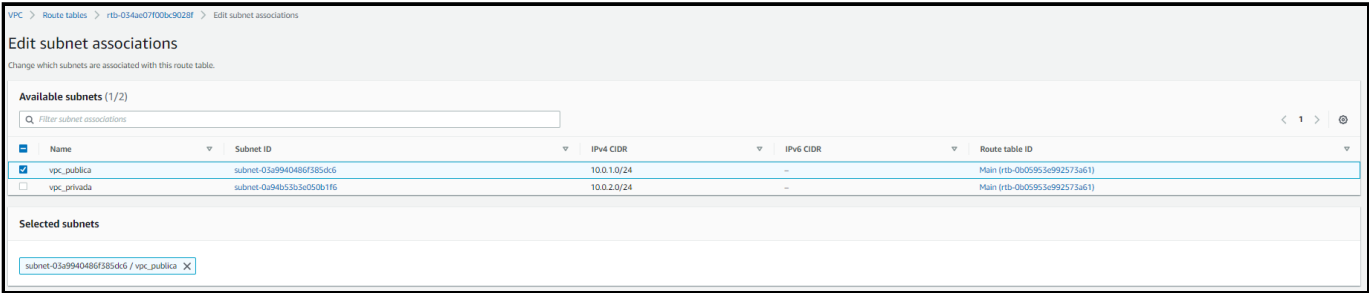 VPC > Route tables > rtb-034ae07f00bc9028f > Edit subnet associations
Edit subnet associations
Change which subnets are associated with this route table.
Available subnets (1/2)
Filter subnet associations
< 1 >
Name Subnet ID IPv4 CIDR IPv6 CIDR Route table ID
vpc_publica subnet-03a9940486f385dc6 10.0.1.0/24 – Main (rtb-0b05953e992573a61)
vpc_privada subnet-0a94b53b3e050b1f6 10.0.2.0/24 – Main (rtb-0b05953e992573a61)
Selected subnets
subnet-03a9940486f385dc6 / vpc_publica X